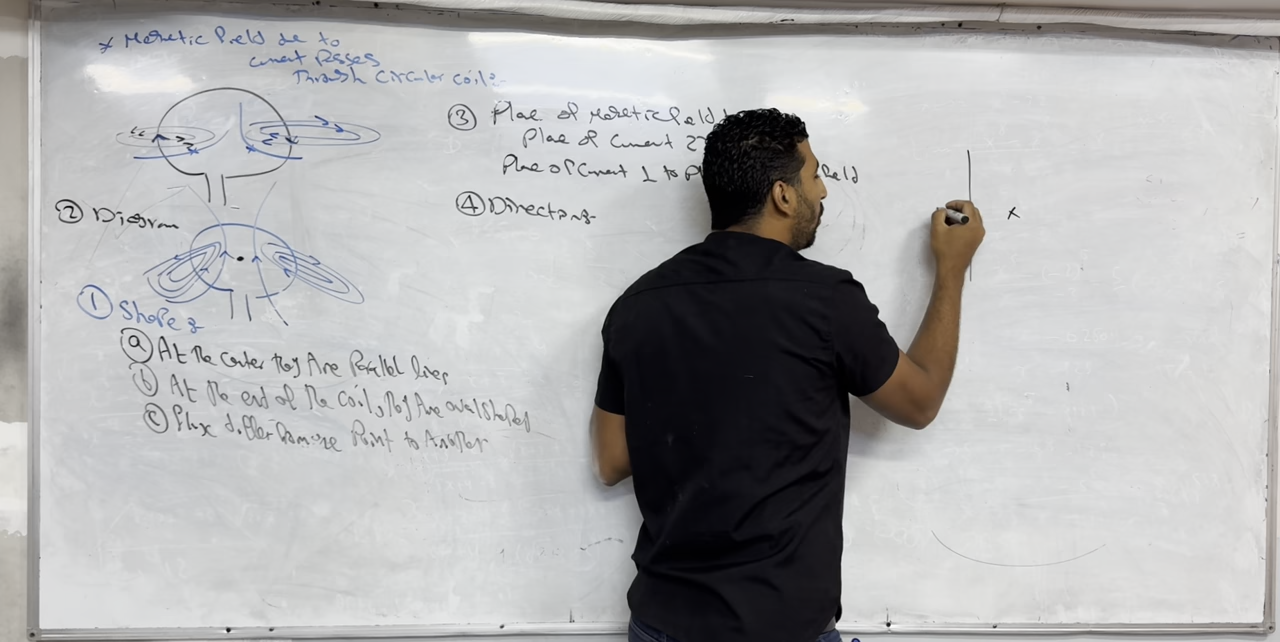 * Magnetic Field due to
current Passes
Through Circular coil:-
② Diagram
① Shape:
ⓐ At the center they Are Parallel lines
ⓑ At the end of the coil, they Are oval shaped
ⓒ Flux differ from one Point to Another
③ Plane of magnetic field
Plane of current
Plane of Current ⊥ to Field
④ Direction:-
x